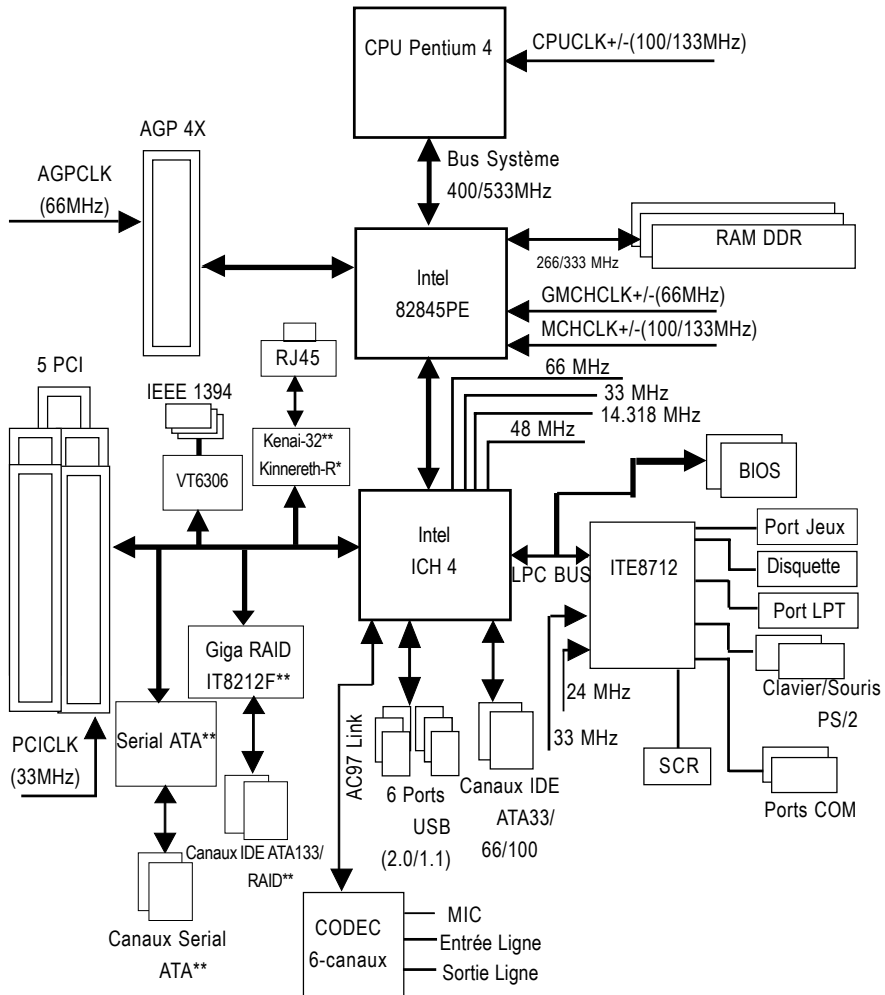 CPU Pentium 4
CPUCLK+/-(100/133MHz)
AGP 4X
AGPCLK
(66MHz)
Bus Système
400/533MHz
RAM DDR
266/333 MHz
Intel
82845PE
GMCHCLK+/-(66MHz)
MCHCLK+/-(100/133MHz)
RJ45
5 PCI
IEEE 1394
66 MHz
33 MHz
14.318 MHz
48 MHz
Kenai-32**
Kinnereth-R*
VT6306
BIOS
Intel
ICH 4
LPC BUS
ITE8712
Port Jeux
Disquette
Port LPT
Clavier/Souris
PS/2
Giga RAID
IT8212F**
24 MHz
33 MHz
PCICLK
(33MHz)
Serial ATA**
AC97 Link
SCR
Ports COM
6 Ports
USB
(2.0/1.1)
Canaux IDE
ATA33/
66/100
Canaux IDE ATA133/
RAID**
Canaux Serial
ATA**
CODEC
6-canaux
MIC
Entrée Ligne
Sortie Ligne